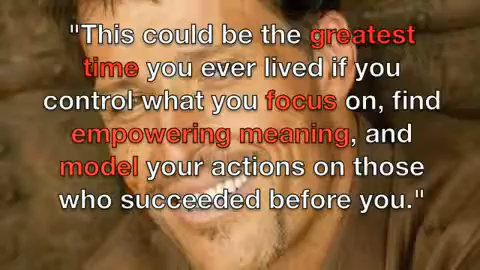 "This could be the greatest
time you ever lived if you
control what you focus on, find
empowering meaning, and
model your actions on those
who succeeded before you."